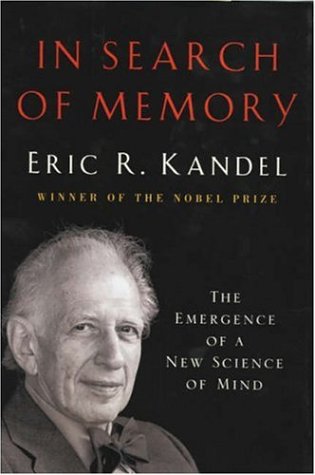 IN SEARCH
OF MEMORY
ERIC R. KANDEL
WINNER OF THE NOBEL PRIZE
THE
EMERGENCE
OF A
NEW SCIENCE
OF MIND